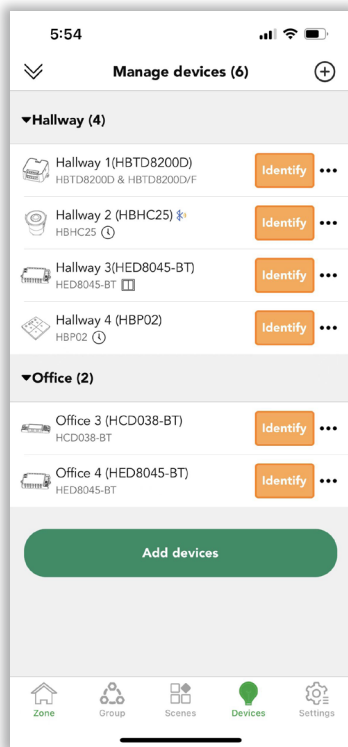 5:54
Manage devices (6)
Hallway (4)
Hallway 1(HBTD8200D)
HBTD8200D & HBTD8200D/F
Identify
Hallway 2 (HBHC25)
HBHC25
Identify
Hallway 3(HED8045-BT)
HED8045-BT
Identify
Hallway 4 (HBP02)
HBP02
Identify
Office (2)
Office 3 (HCD038-BT)
HCD038-BT
Identify
Office 4 (HED8045-BT)
HED8045-BT
Identify
Add devices
Zone Group Scenes Devices Settings